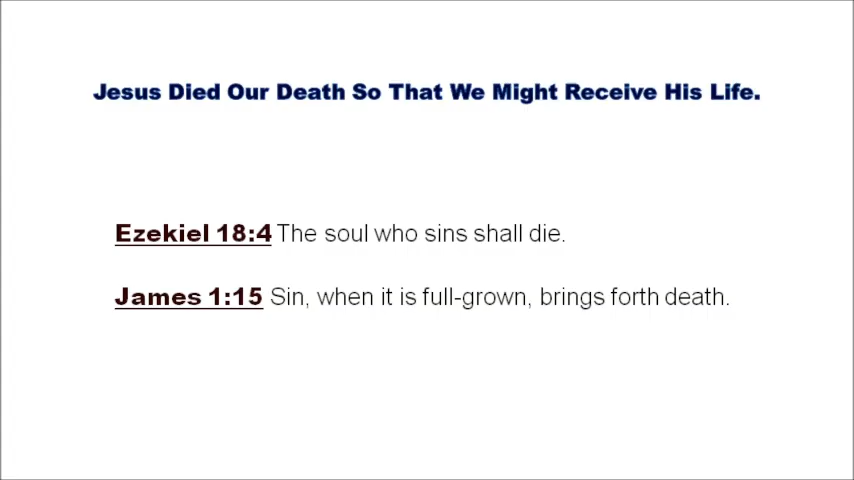 Jesus Died Our Death So That We Might Receive His Life.
Ezekiel 18:4 The soul who sins shall die.
James 1:15 Sin, when it is full-grown, brings forth death.